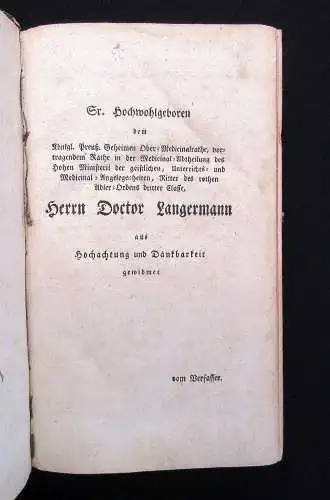 Sr. Hochwohlgeboren
dem
Königl. Preuß. Geheimen Ober-Medicinalrathe, vor-
tragendem Rathe in der Medicinal-Abtheilung des
Hohen Ministerii der geistlichen, Unterrichts- und
Medicinal-Angelegenheiten, Ritter des rothen
Adler-Ordens dritter Classe,
Herrn Doctor Langermann
aus
Hochachtung und Dankbarkeit
gewidmet
vom Verfasser.